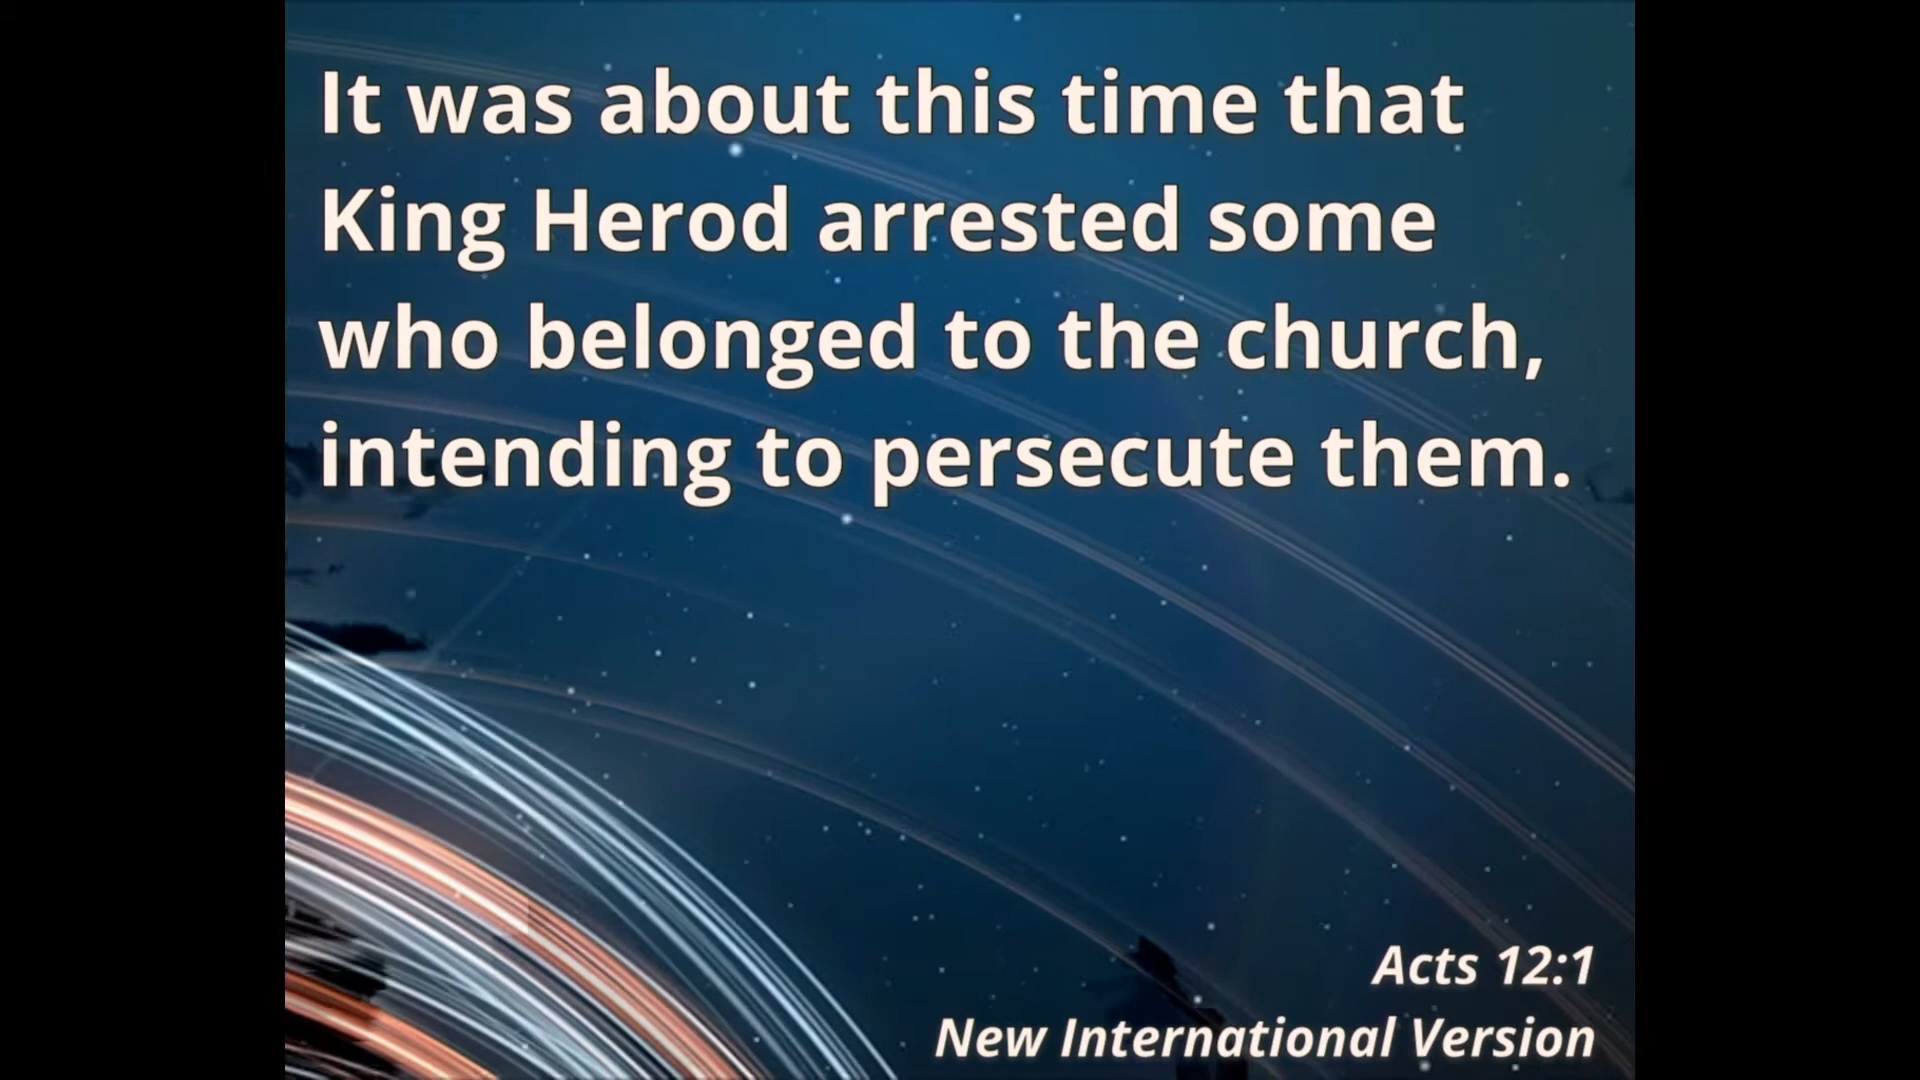 It was about this time that
King Herod arrested some
who belonged to the church,
intending to persecute them.
Acts 12:1
New International Version